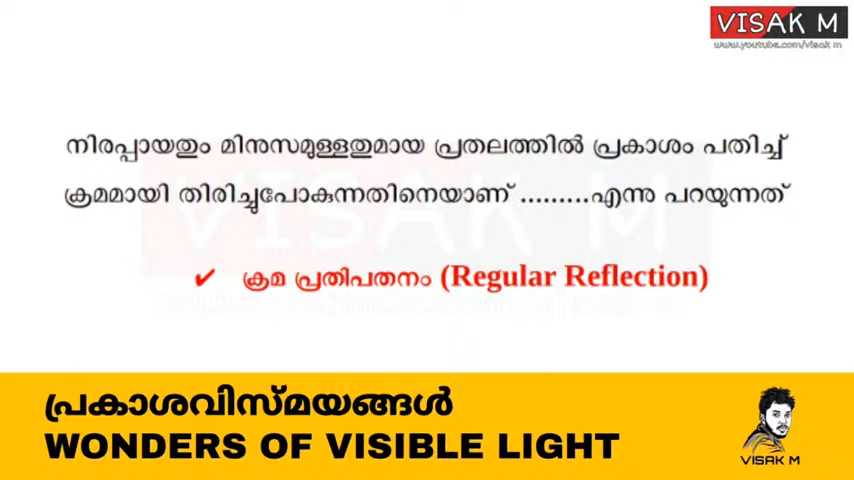 VISAK M
www.youtube.com/visak m
നിരപ്പായതും മിനുസമുള്ളതുമായ പ്രതലത്തിൽ പ്രകാശം പതിച്ച്
ക്രമമായി തിരിച്ചുപോകുന്നതിനെയാണ് .........എന്നു പറയുന്നത്
✔ ക്രമ പ്രതിപതനം (Regular Reflection)
പ്രകാശവിസ്മയങ്ങൾ
WONDERS OF VISIBLE LIGHT
VISAK M